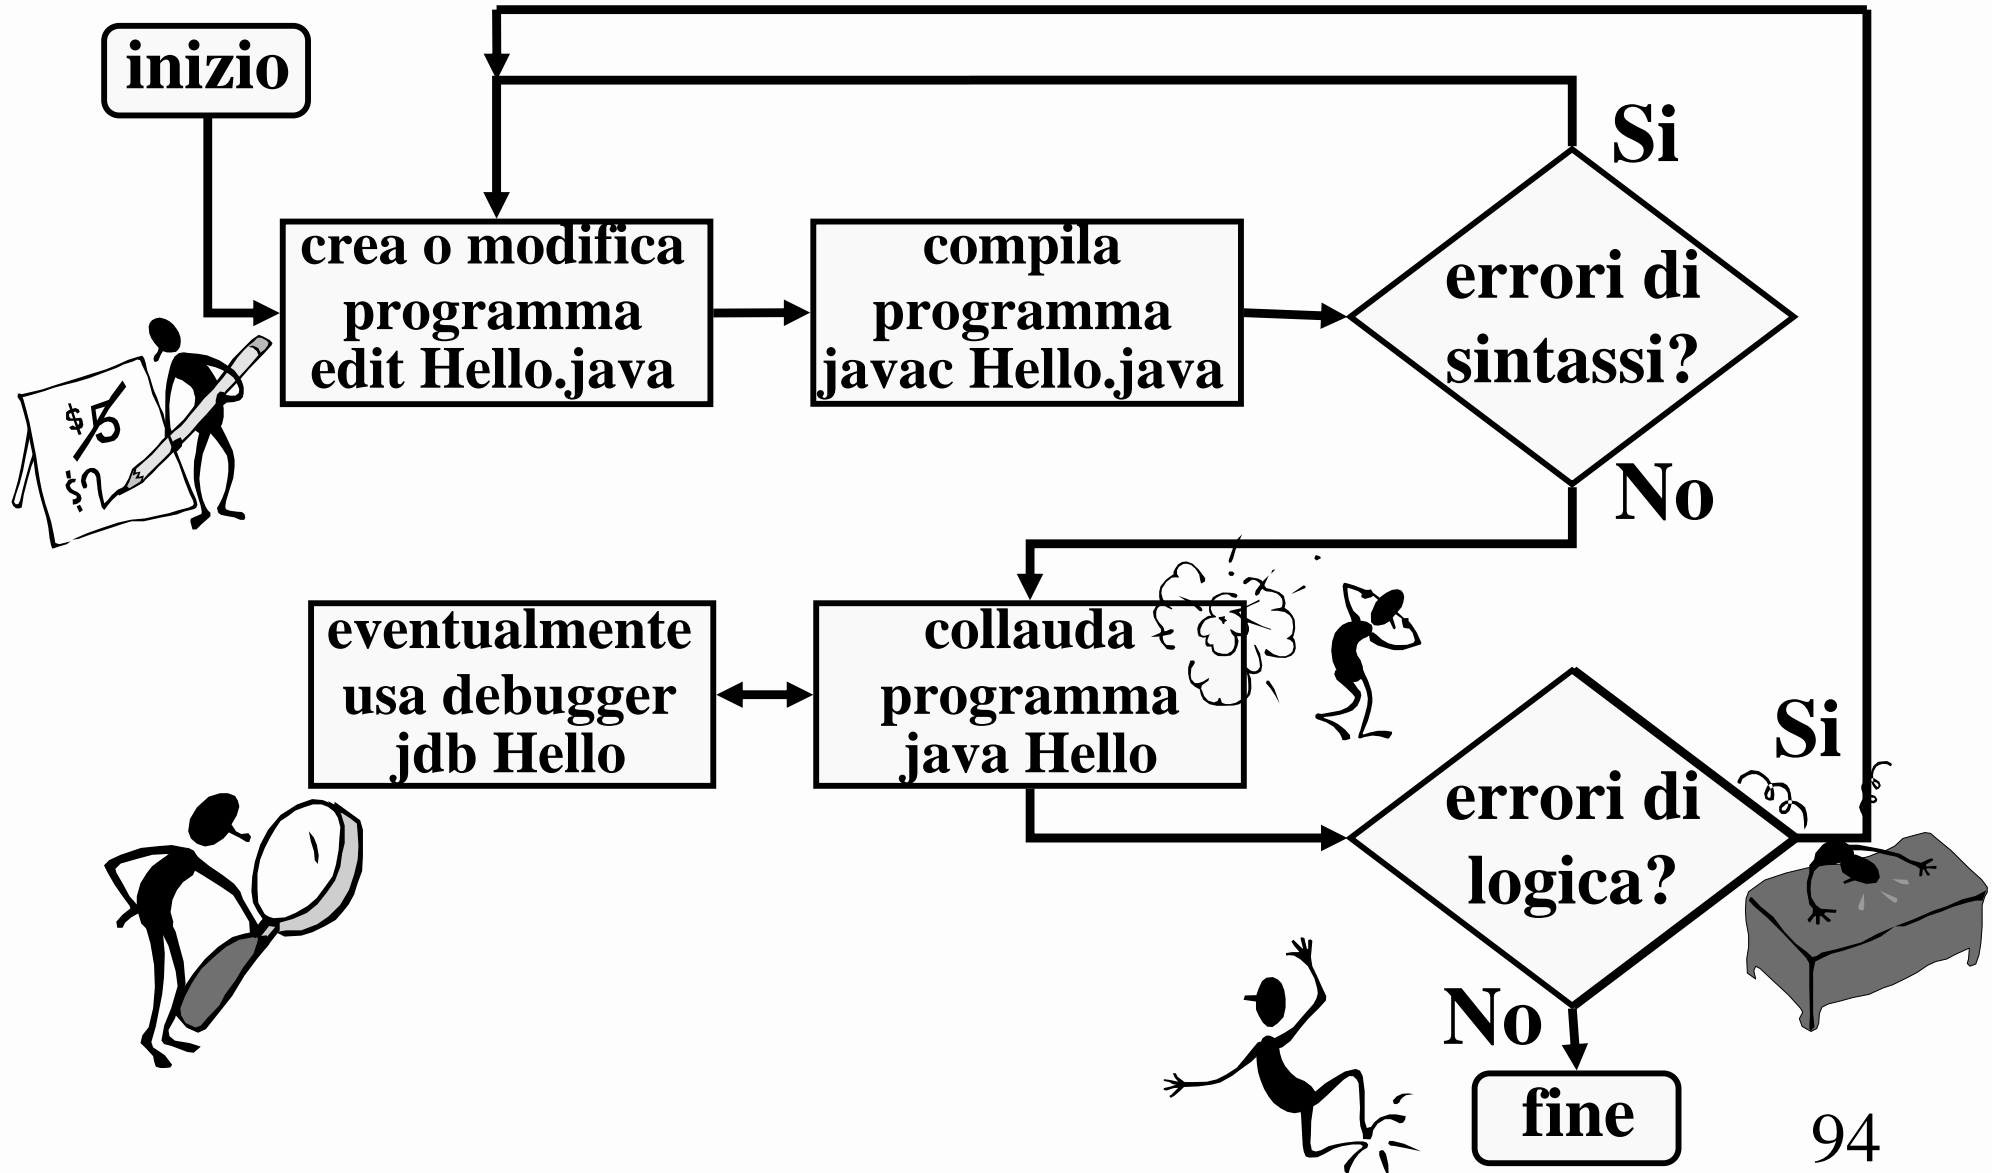 inizio
Si
crea o modifica
programma
edit Hello.java
compila
programma
javac Hello.java
errori di
sintassi?
$5
No
eventualmente
usa debugger
jdb Hello
collauda
programma
java Hello
Si
errori di
logica?
No
fine
94